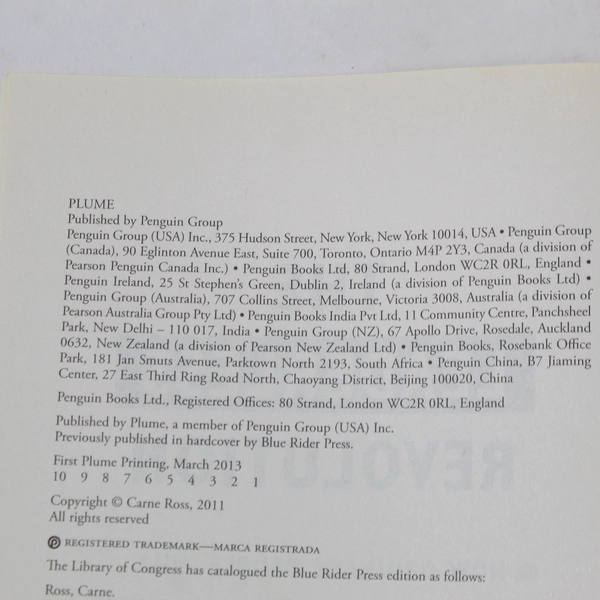 PLUME
Published by Penguin Group
Penguin Group (USA) Inc., 375 Hudson Street, New York, New York 10014, USA • Penguin Group
(Canada), 90 Eglinton Avenue East, Suite 700, Toronto, Ontario M4P 2Y3, Canada (a division of
Pearson Penguin Canada Inc.) • Penguin Books Ltd, 80 Strand, London WC2R 0RL, England •
Penguin Ireland, 25 St Stephen's Green, Dublin 2, Ireland (a division of Penguin Books Ltd) •
Penguin Group (Australia), 707 Collins Street, Melbourne, Victoria 3008, Australia (a division of
Pearson Australia Group Pty Ltd) • Penguin Books India Pvt Ltd, 11 Community Centre, Panchsheel
Park, New Delhi – 110 017, India • Penguin Group (NZ), 67 Apollo Drive, Rosedale, Auckland
0632, New Zealand (a division of Pearson New Zealand Ltd) • Penguin Books, Rosebank Office
Park, 181 Jan Smuts Avenue, Parktown North 2193, South Africa • Penguin China, B7 Jiaming
Center, 27 East Third Ring Road North, Chaoyang District, Beijing 100020, China
Penguin Books Ltd., Registered Offices: 80 Strand, London WC2R 0RL, England
Published by Plume, a member of Penguin Group (USA) Inc.
Previously published in hardcover by Blue Rider Press.
First Plume Printing, March 2013
10 9 8 7 6 5 4 3 2 1
Copyright © Carne Ross, 2011
All rights reserved
Ⓟ REGISTERED TRADEMARK—MARCA REGISTRADA
The Library of Congress has catalogued the Blue Rider Press edition as follows:
Ross, Carne.